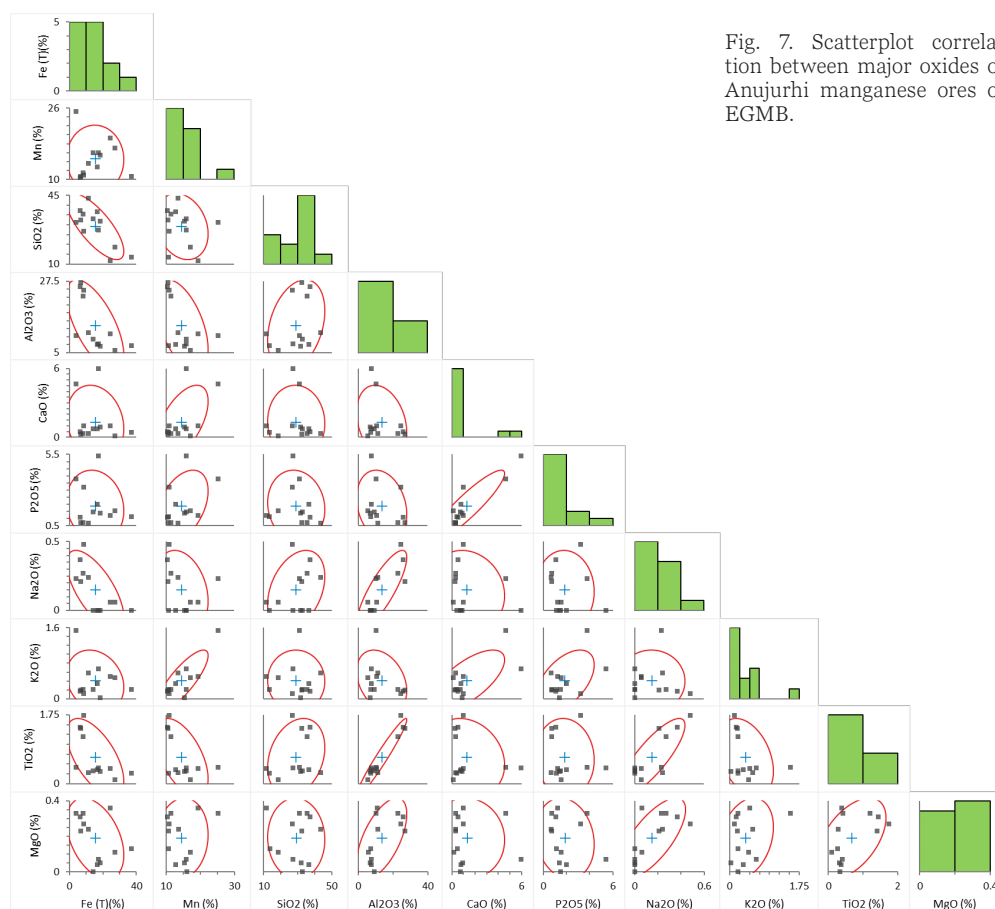 Fig. 7. Scatterplot correla-
tion between major oxides o
Anujurhi manganese ores o
EGMB.
5
Fe (T)(%)
0
26
Mn (%)
10
45
SiO2 (%)
10
27.5
Al2O3 (%)
5
6
CaO (%)
0
5.5
P2O5 (%)
0.5
0.5
Na2O (%)
0
1.6
K2O (%)
0
1.75
TiO2 (%)
0
0.4
MgO (%)
0
0 20 40 10 30 10 50 0 40 0 6 0 6 0 0.6 0 1.75 0 2 0 0.4
Fe (T)(%) Mn (%) SiO2 (%) Al2O3 (%) CaO (%) P2O5 (%) Na2O (%) K2O (%) TiO2 (%) MgO (%)